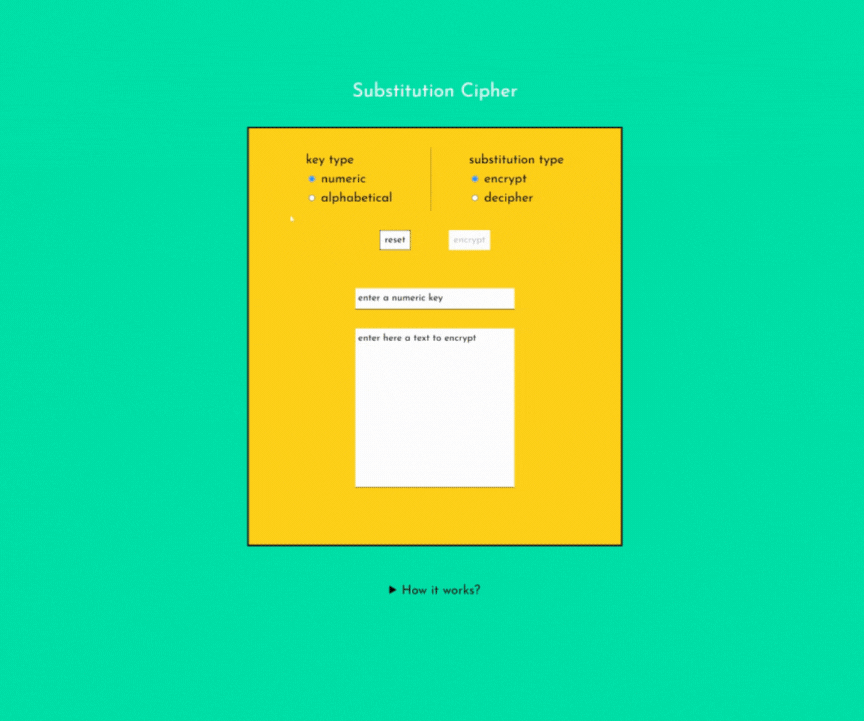 Substitution Cipher
key type
numeric
alphabetical
substitution type
encrypt
decipher
reset
encrypt
enter a numeric key
enter here a text to encrypt
How it works?